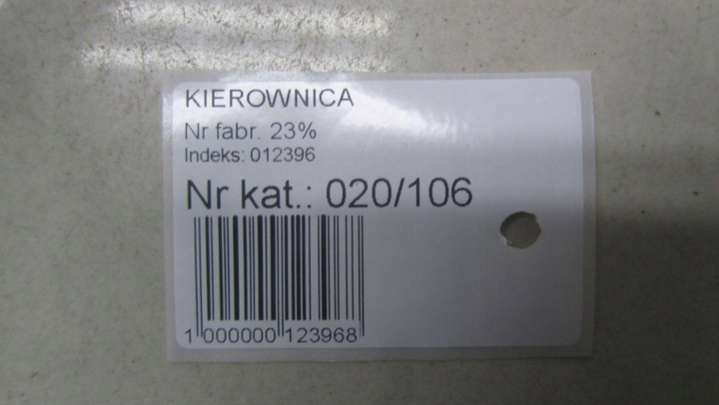 KIEROWNICA
Nr fabr. 23%
Indeks: 012396
Nr kat.: 020/106
1 000000 123968